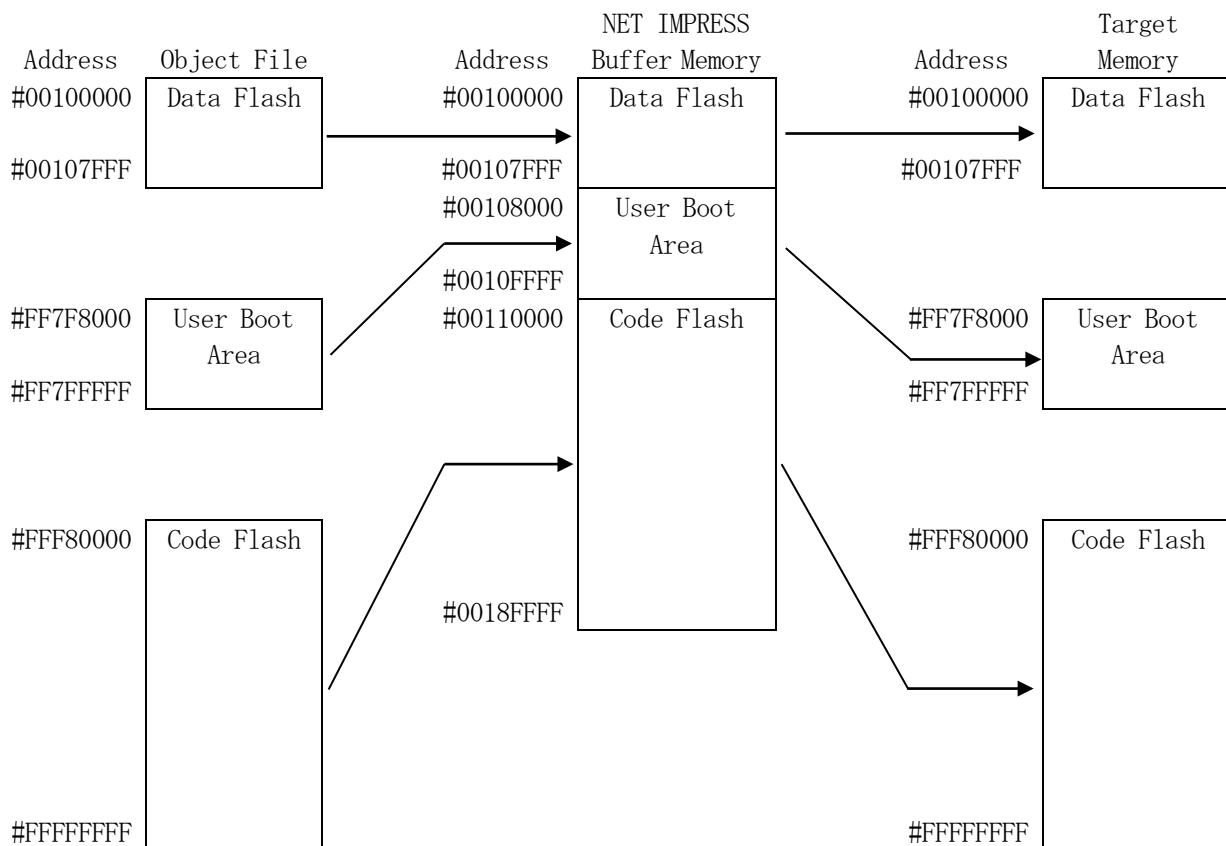 NET IMPRESS Target
Address Object File Address Buffer Memory Address Memory
#00100000 Data Flash #00100000 Data Flash #00100000 Data Flash
#00107FFF #00107FFF #00107FFF
#00108000 User Boot
Area
#0010FFFF
#FF7F8000 User Boot #00110000 Code Flash #FF7F8000 User Boot
Area Area
#FF7FFFFF #FF7FFFFF
#FFF80000 Code Flash #FFF80000 Code Flash
#0018FFFF
#FFFFFFFF #FFFFFFFF